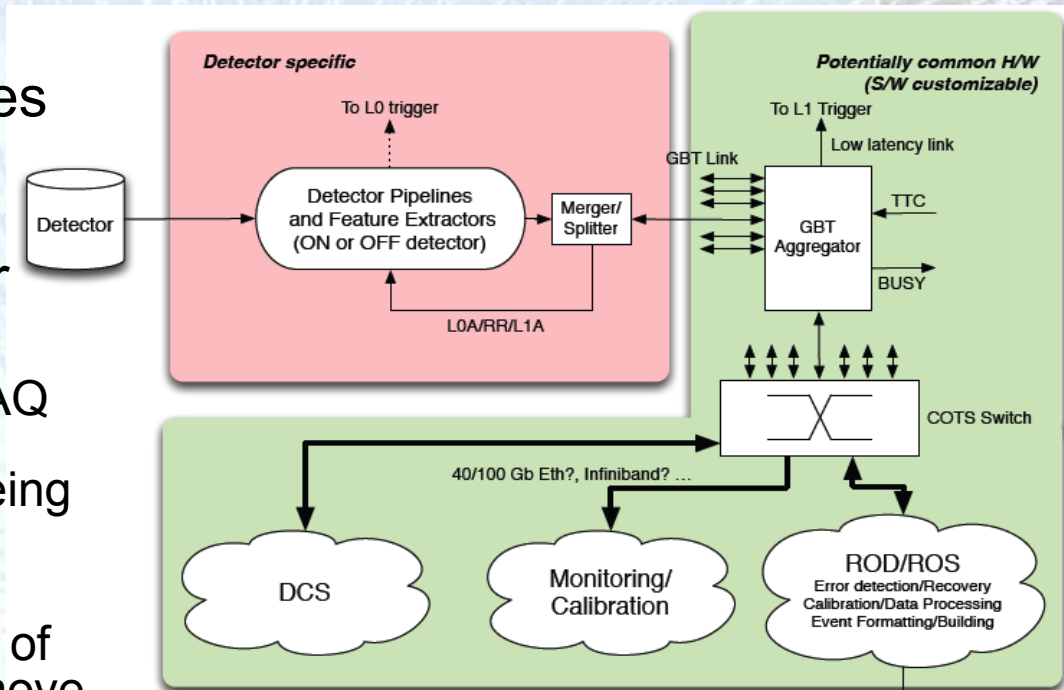 es
r
AQ
eing
of
Detector specific
To L0 trigger
Detector
Detector Pipelines
and Feature Extractors
(ON or OFF detector)
Merger/
Splitter
L0A/RR/L1A
Potentially common H/W
(S/W customizable)
To L1 Trigger
Low latency link
GBT Link
GBT
Aggregator
TTC
BUSY
COTS Switch
40/100 Gb Eth?, Infiniband? ...
DCS
Monitoring/
Calibration
ROD/ROS
Error detection/Recovery
Calibration/Data Processing
Event Formatting/Building